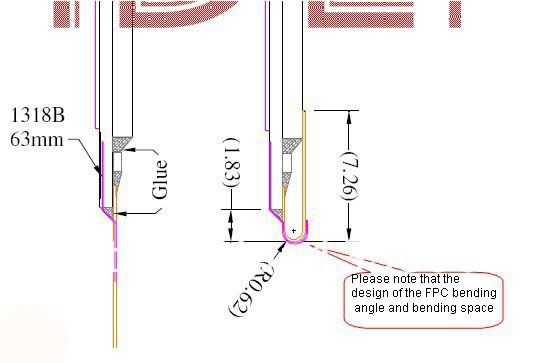 1318B
63mm
Glue
(1.83)
(7.26)
(R0.62)
Please note that the
design of the FPC bending
angle and bending space